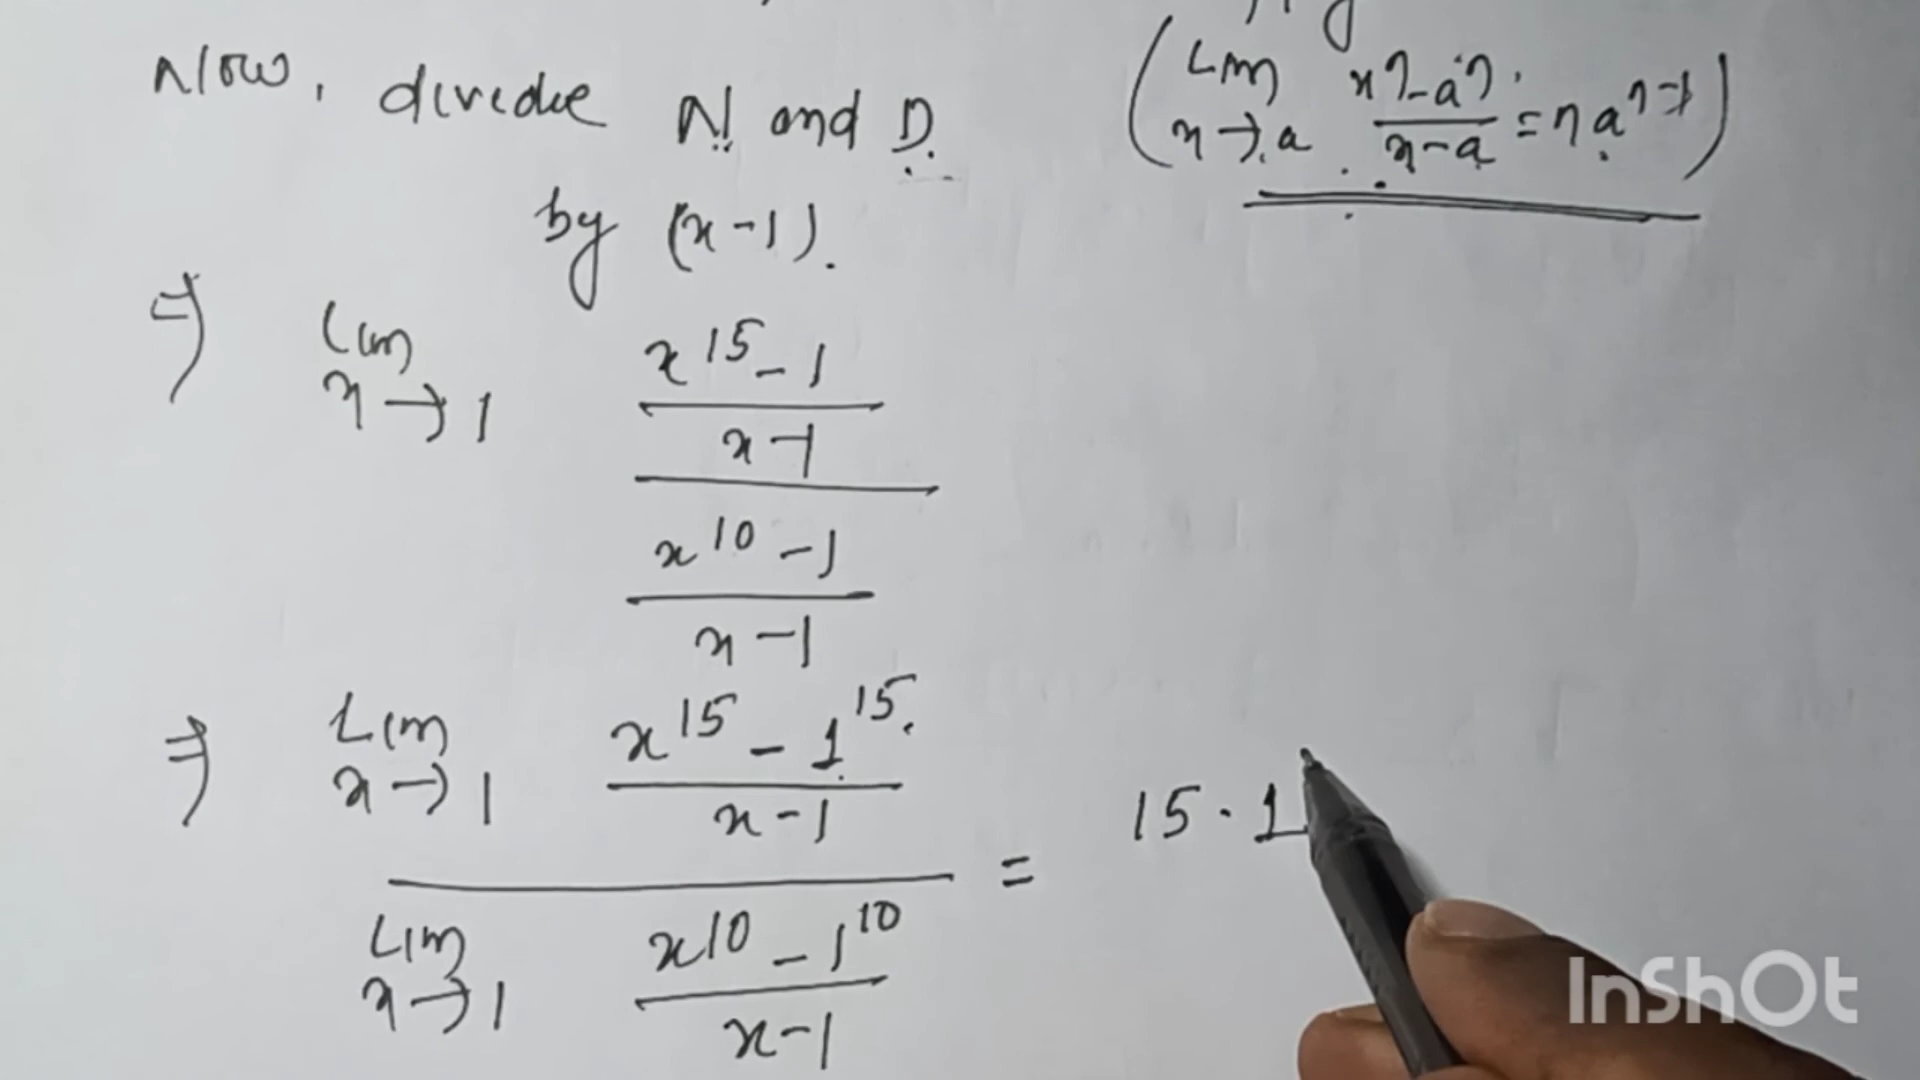 Now, divide N and D
by (x-1).
(Lim x→a xⁿ-aⁿ/x-a = naⁿ⁻¹)
⇒ Lim x→1
x¹⁵-1
x-1
x¹⁰-1
x-1
⇒ Lim x→1 x¹⁵-1¹⁵
x-1
= 15·1
Lim x→1 x¹⁰-1¹⁰
x-1
InShOt